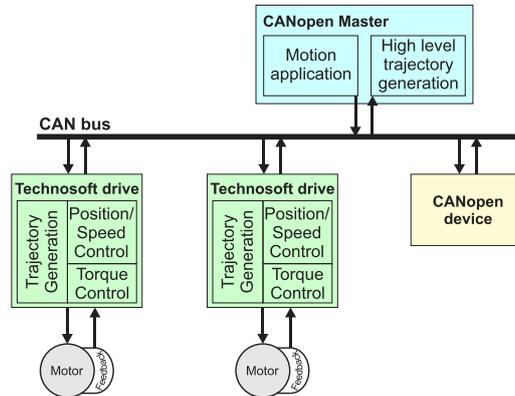 CANopen Master
Motion
application
High level
trajectory
generation
CAN bus
Technosoft drive
Trajectory
Generation
Position/
Speed
Control
Torque
Control
Motor
Feedback
Technosoft drive
Trajectory
Generation
Position/
Speed
Control
Torque
Control
Motor
Feedback
CANopen
device